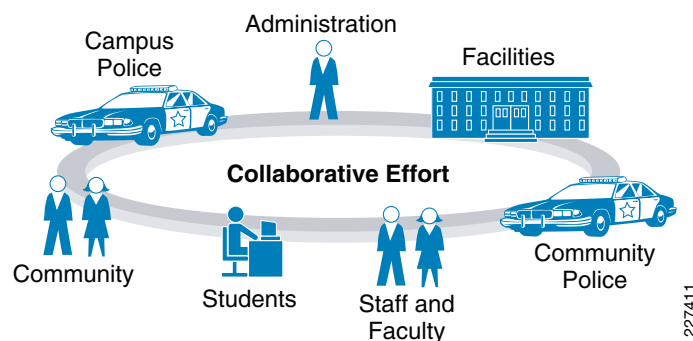 Administration
Campus
Police
Facilities
Collaborative Effort
Community
Students
Staff and
Faculty
Community
Police
227411